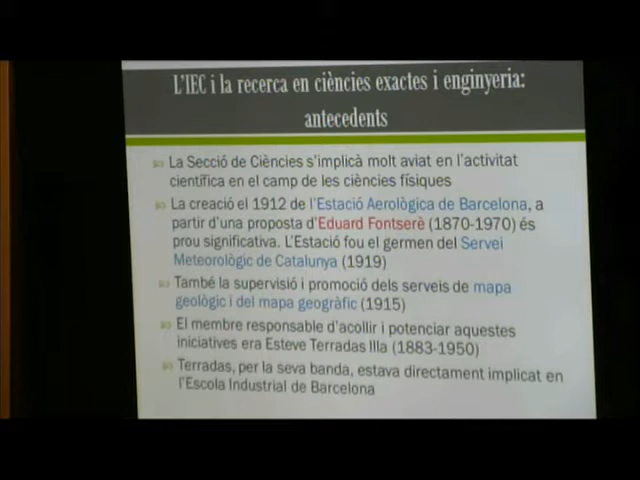 L'IEC i la recerca en ciències exactes i enginyeria:
antecedents
La Secció de Ciències s'implicà molt aviat en l'activitat
científica en el camp de les ciències físiques
La creació el 1912 de l'Estació Aerològica de Barcelona, a
partir d'una proposta d'Eduard Fontserè (1870-1970) és
prou significativa. L'Estació fou el germen del Servei
Meteorològic de Catalunya (1919)
També la supervisió i promoció dels serveis de mapa
geològic i del mapa geogràfic (1915)
El membre responsable d'acollir i potenciar aquestes
iniciatives era Esteve Terradas Illa (1883-1950)
Terradas, per la seva banda, estava directament implicat en
l'Escola Industrial de Barcelona